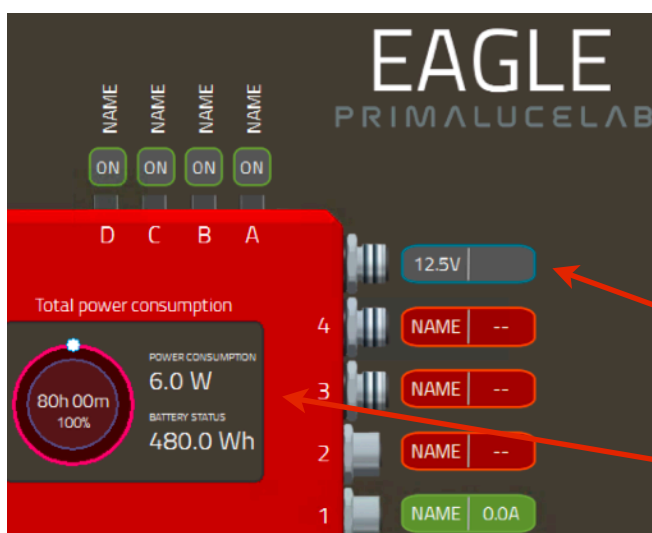 EAGLE
PRIMALUCELAB
NAME NAME NAME NAME
ON ON ON ON
D C B A
12.5V
Total power consumption
4 NAME --
POWER CONSUMPTION
6.0 W
80h 00m
100%
3 NAME --
BATTERY STATUS
480.0 Wh
2 NAME --
1 NAME 0.0A